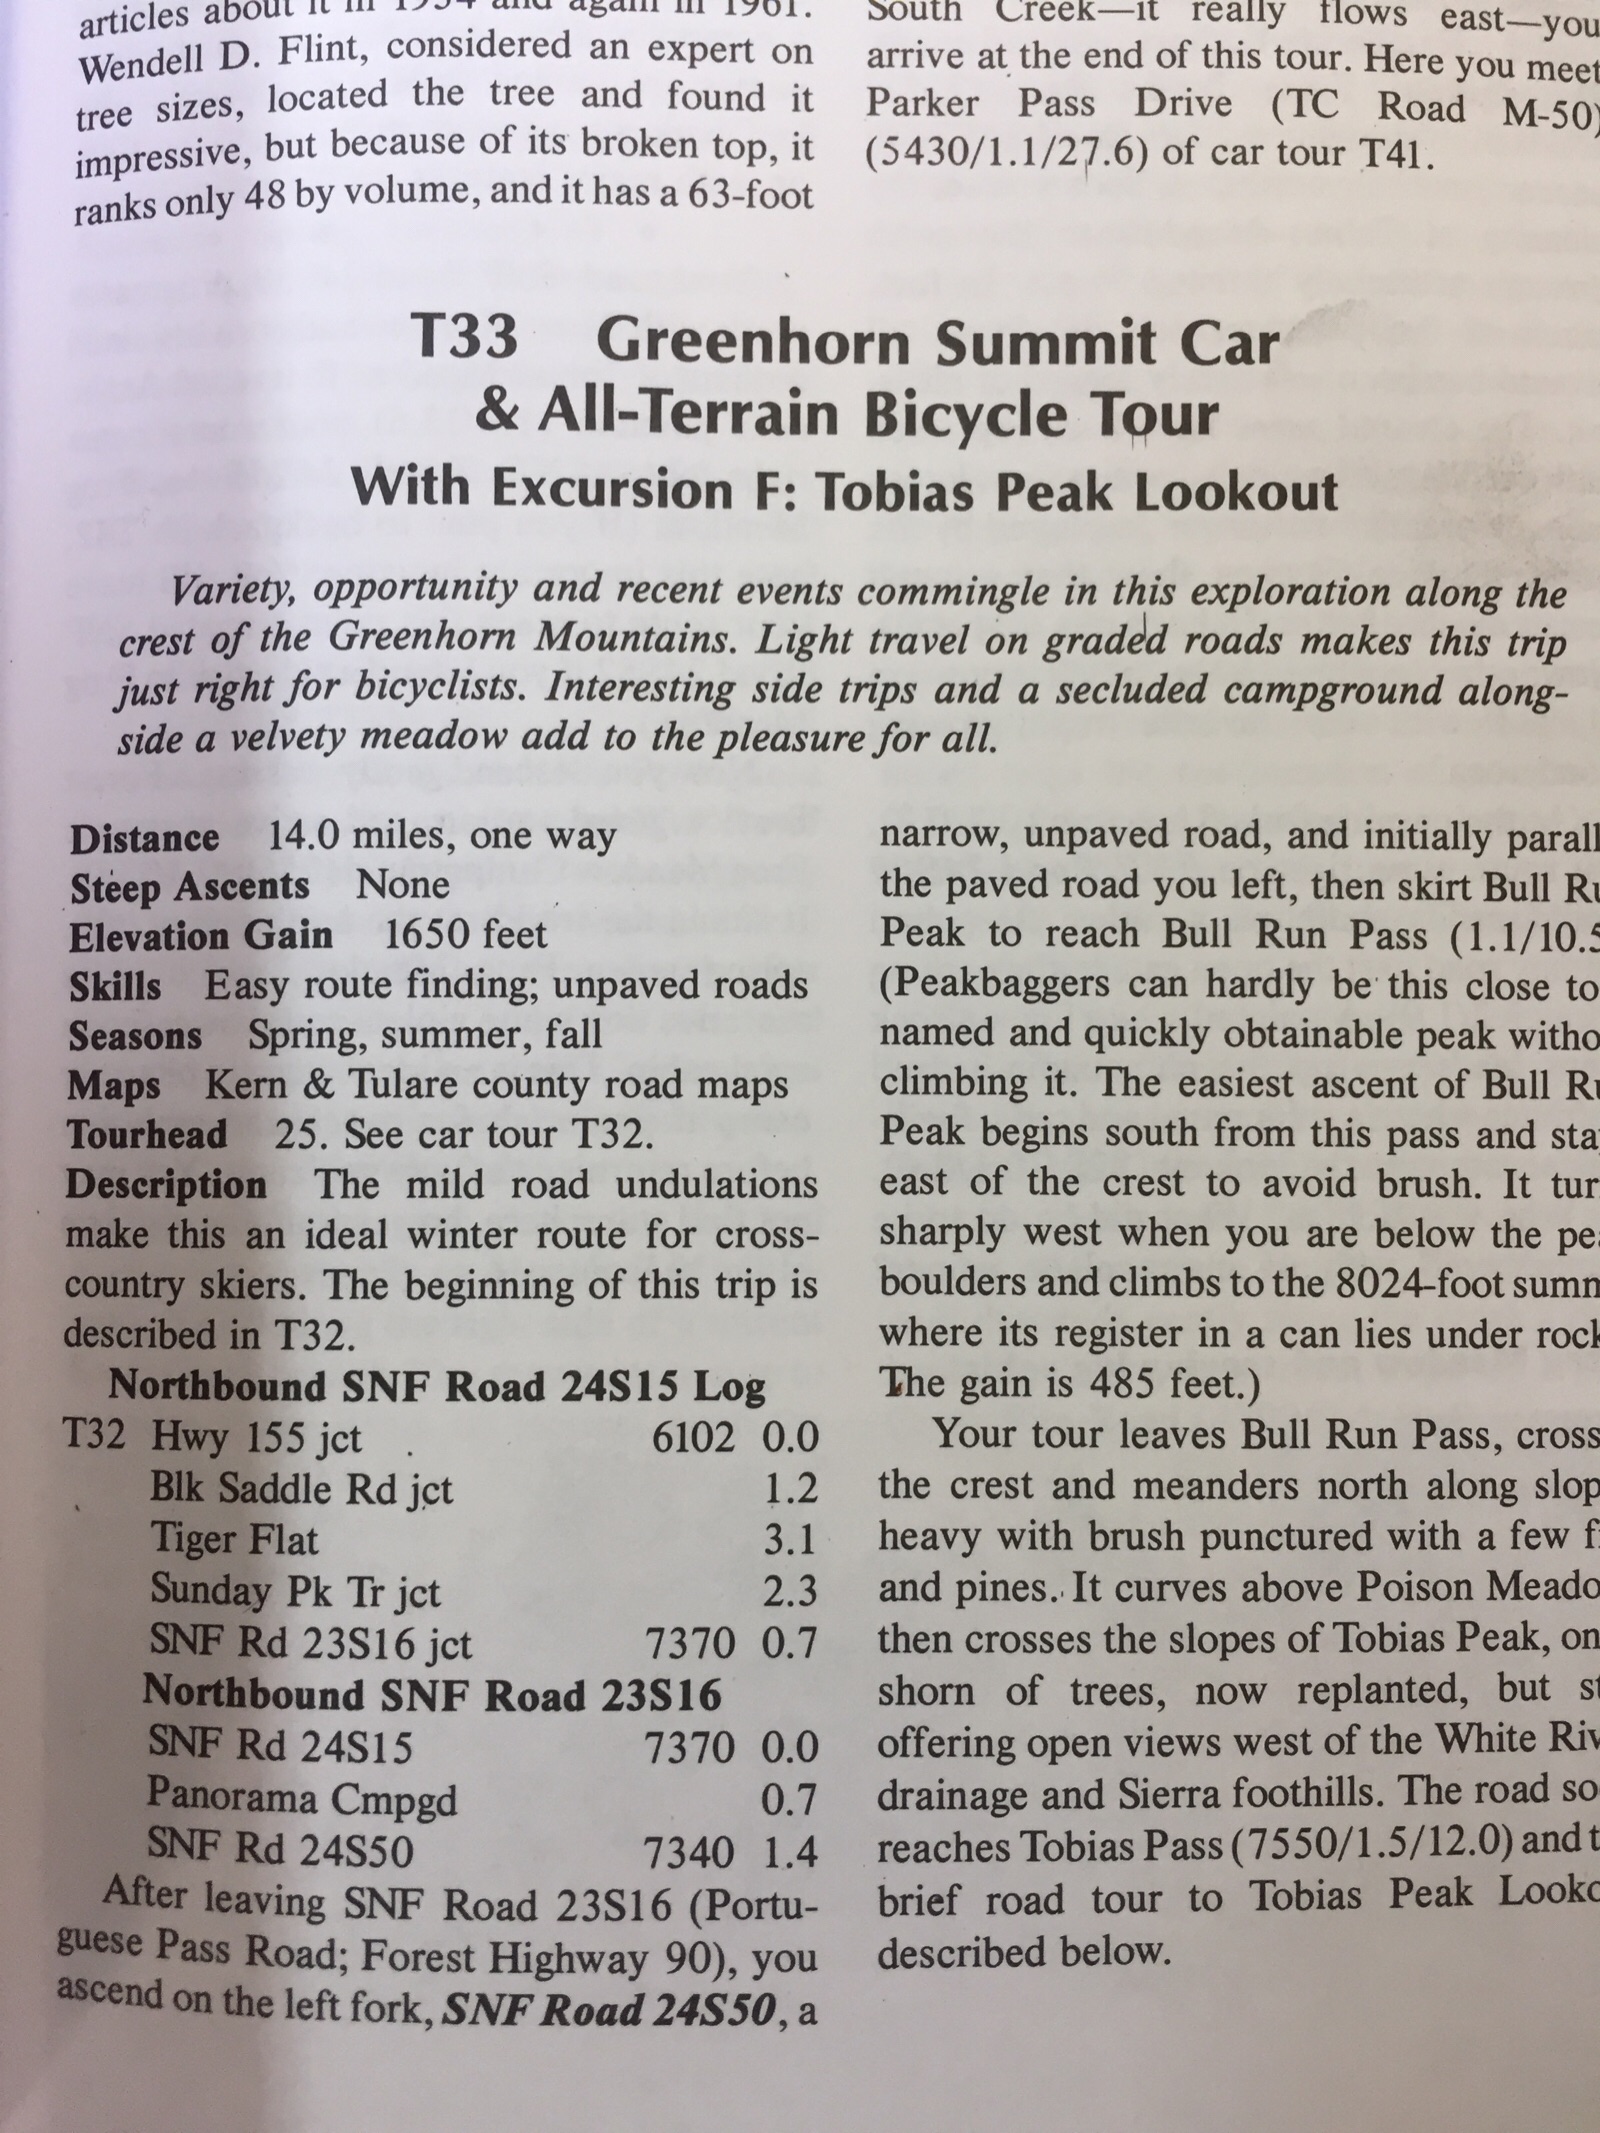 articles about it in 1954 and again in 1961.
Wendell D. Flint, considered an expert on
tree sizes, located the tree and found it
impressive, but because of its broken top, it
ranks only 48 by volume, and it has a 63-foot
South Creek—it really flows east—you
arrive at the end of this tour. Here you meet
Parker Pass Drive (TC Road M-50)
(5430/1.1/27.6) of car tour T41.
T33 Greenhorn Summit Car
& All-Terrain Bicycle Tour
With Excursion F: Tobias Peak Lookout
Variety, opportunity and recent events commingle in this exploration along the
crest of the Greenhorn Mountains. Light travel on graded roads makes this trip
just right for bicyclists. Interesting side trips and a secluded campground along-
side a velvety meadow add to the pleasure for all.
Distance 14.0 miles, one way
Steep Ascents None
Elevation Gain 1650 feet
Skills Easy route finding; unpaved roads
Seasons Spring, summer, fall
Maps Kern & Tulare county road maps
Tourhead 25. See car tour T32.
Description The mild road undulations
make this an ideal winter route for cross-
country skiers. The beginning of this trip is
described in T32.
Northbound SNF Road 24S15 Log
T32 Hwy 155 jct 6102 0.0
Blk Saddle Rd jct 1.2
Tiger Flat 3.1
Sunday Pk Tr jct 2.3
SNF Rd 23S16 jct 7370 0.7
Northbound SNF Road 23S16
SNF Rd 24S15 7370 0.0
Panorama Cmpgd 0.7
SNF Rd 24S50 7340 1.4
After leaving SNF Road 23S16 (Portu-
guese Pass Road; Forest Highway 90), you
ascend on the left fork, SNF Road 24S50, a
narrow, unpaved road, and initially parall
the paved road you left, then skirt Bull Ru
Peak to reach Bull Run Pass (1.1/10.5
(Peakbaggers can hardly be this close to
named and quickly obtainable peak witho
climbing it. The easiest ascent of Bull Ru
Peak begins south from this pass and sta
east of the crest to avoid brush. It tur
sharply west when you are below the pe
boulders and climbs to the 8024-foot summ
where its register in a can lies under rock
The gain is 485 feet.)
Your tour leaves Bull Run Pass, cross
the crest and meanders north along slop
heavy with brush punctured with a few f
and pines. It curves above Poison Meado
then crosses the slopes of Tobias Peak, on
shorn of trees, now replanted, but st
offering open views west of the White Riv
drainage and Sierra foothills. The road so
reaches Tobias Pass (7550/1.5/12.0) and t
brief road tour to Tobias Peak Looko
described below.